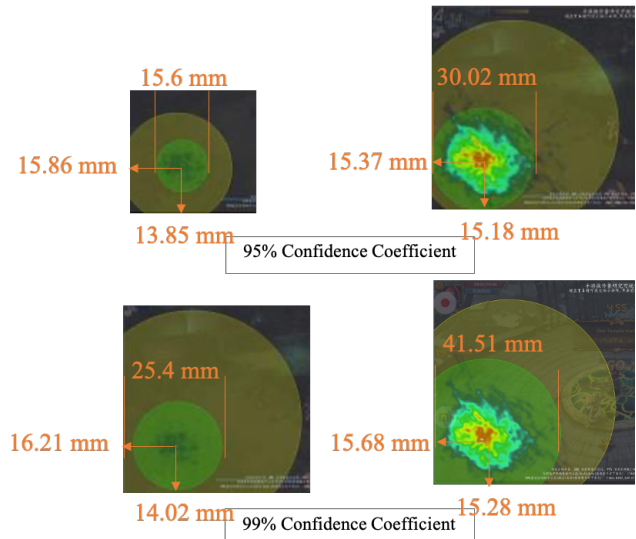 15.6 mm
30.02 mm
15.86 mm
15.37 mm
13.85 mm
15.18 mm
95% Confidence Coefficient
25.4 mm
41.51 mm
16.21 mm
15.68 mm
14.02 mm
15.28 mm
99% Confidence Coefficient